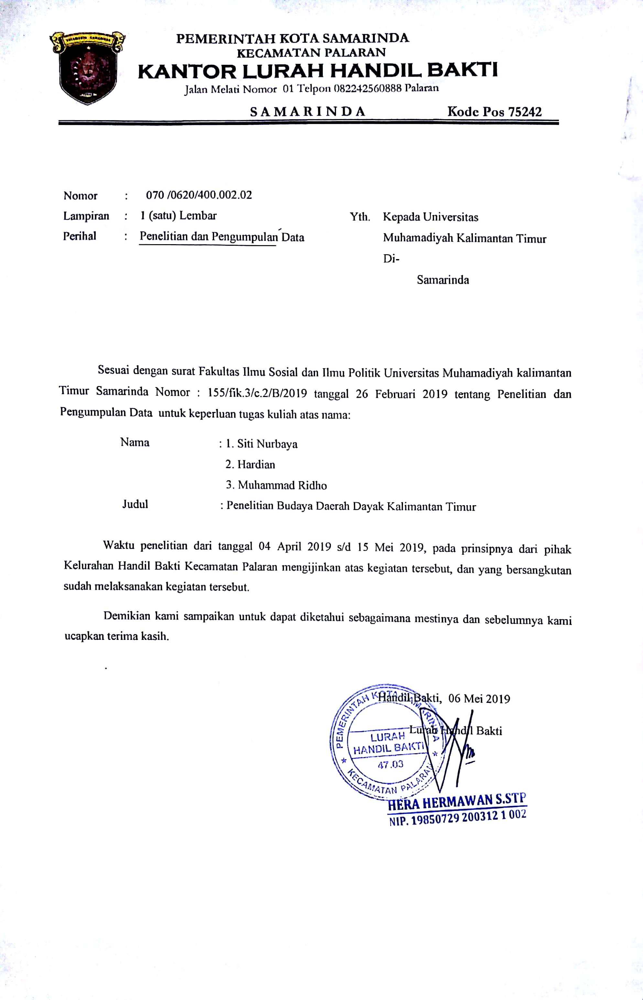 PEMERINTAH KOTA SAMARINDA
KECAMATAN PALARAN
KANTOR LURAH HANDIL BAKTI
Jalan Melati Nomor 01 Telpon 082242560888 Palaran
SAMARINDA Kode Pos 75242
Nomor : 070 /0620/400.002.02
Lampiran : 1 (satu) Lembar
Perihal : Penelitian dan Pengumpulan Data
Yth. Kepada Universitas
Muhamadiyah Kalimantan Timur
Di-
Samarinda
Sesuai dengan surat Fakultas Ilmu Sosial dan Ilmu Politik Universitas Muhamadiyah kalimantan
Timur Samarinda Nomor : 155/fik.3/c.2/B/2019 tanggal 26 Februari 2019 tentang Penelitian dan
Pengumpulan Data untuk keperluan tugas kuliah atas nama:
Nama : 1. Siti Nurbaya
2. Hardian
3. Muhammad Ridho
Judul : Penelitian Budaya Daerah Dayak Kalimantan Timur
Waktu penelitian dari tanggal 04 April 2019 s/d 15 Mei 2019, pada prinsipnya dari pihak
Kelurahan Handil Bakti Kecamatan Palaran mengijinkan atas kegiatan tersebut, dan yang bersangkutan
sudah melaksanakan kegiatan tersebut.
Demikian kami sampaikan untuk dapat diketahui sebagaimana mestinya dan sebelumnya kami
ucapkan terima kasih.
Handil Bakti, 06 Mei 2019
Lurah Handil Bakti
PEMERINTAH KOTA SAMARINDA
LURAH
HANDIL BAKTI
47.03
KECAMATAN PALARAN
HERA HERMAWAN S.STP
NIP. 19850729 200312 1 002